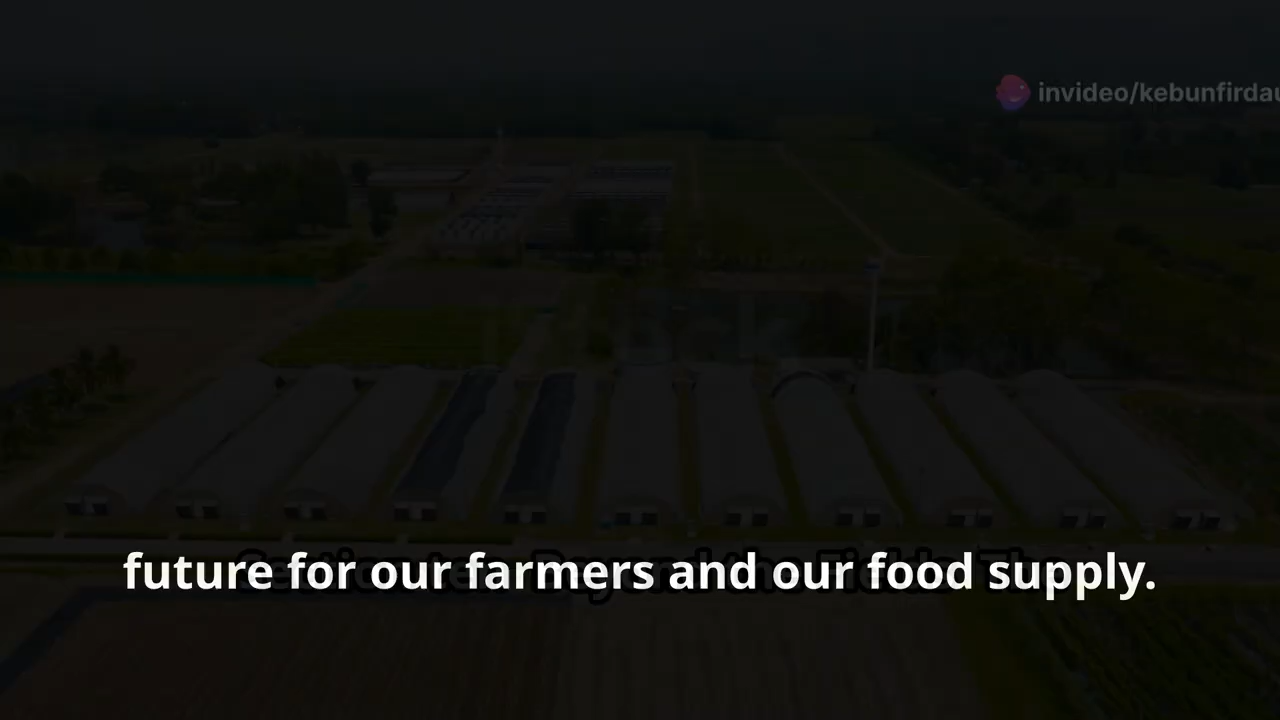 invideo/kebunfirdau
future for our farmers and our food supply.